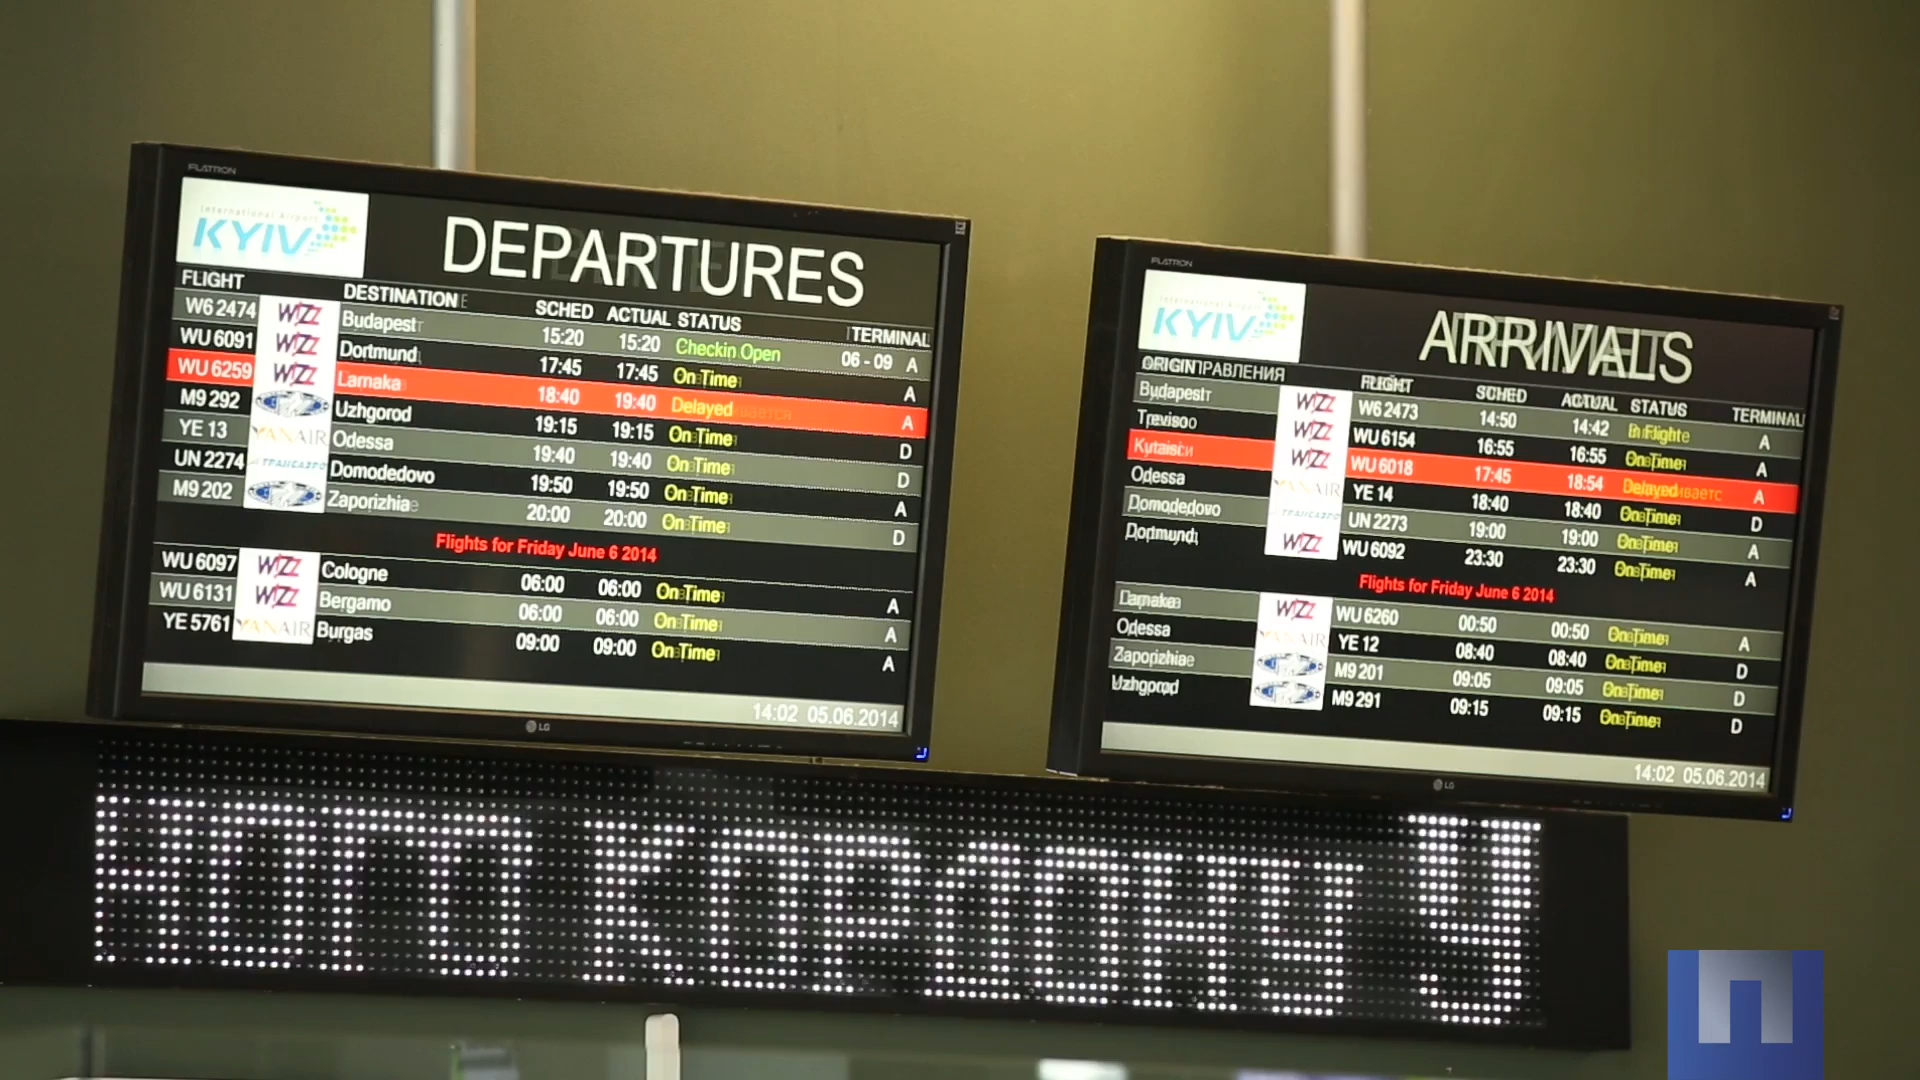 FLATRON
International Airport
KYIV
DEPARTURES
FLIGHT DESTINATION SCHED ACTUAL STATUS TERMINAL
W6 2474 WIZZ Budapest 15:20 15:20 Checkin Open 06 - 09 A
WU 6091 WIZZ Dortmund 17:45 17:45 On Time A
WU 6259 WIZZ Larnaka 18:40 19:40 Delayed A
M9 292 Uzhgorod 19:15 19:15 On Time D
YE 13 YANAIR Odessa 19:40 19:40 On Time D
UN 2274 Domodedovo 19:50 19:50 On Time A
M9 202 Zaporizhia 20:00 20:00 On Time D
Flights for Friday June 6 2014
WU 6097 WIZZ Cologne 06:00 06:00 On Time A
WU 6131 WIZZ Bergamo 06:00 06:00 On Time A
YE 5761 YANAIR Burgas 09:00 09:00 On Time A
14:02 05.06.2014
LG
FLATRON
International Airport
KYIV
ARRIVALS
ORIGIN FLIGHT SCHED ACTUAL STATUS TERMINAL
Budapest WIZZ W6 2473 14:50 14:42 In Flight A
Treviso WIZZ WU 6154 16:55 16:55 On Time A
Kutaisi WIZZ WU 6018 17:45 18:54 Delayed A
Odessa YANAIR YE 14 18:40 18:40 On Time D
Domodedovo UN 2273 19:00 19:00 On Time A
Dortmund WIZZ WU 6092 23:30 23:30 On Time A
Flights for Friday June 6 2014
Larnaka WIZZ WU 6260 00:50 00:50 On Time A
Odessa YANAIR YE 12 08:40 08:40 On Time D
Zaporizhia M9 201 09:05 09:05 On Time D
Uzhgorod M9 291 09:15 09:15 On Time D
14:02 05.06.2014
LG
ного кордону у